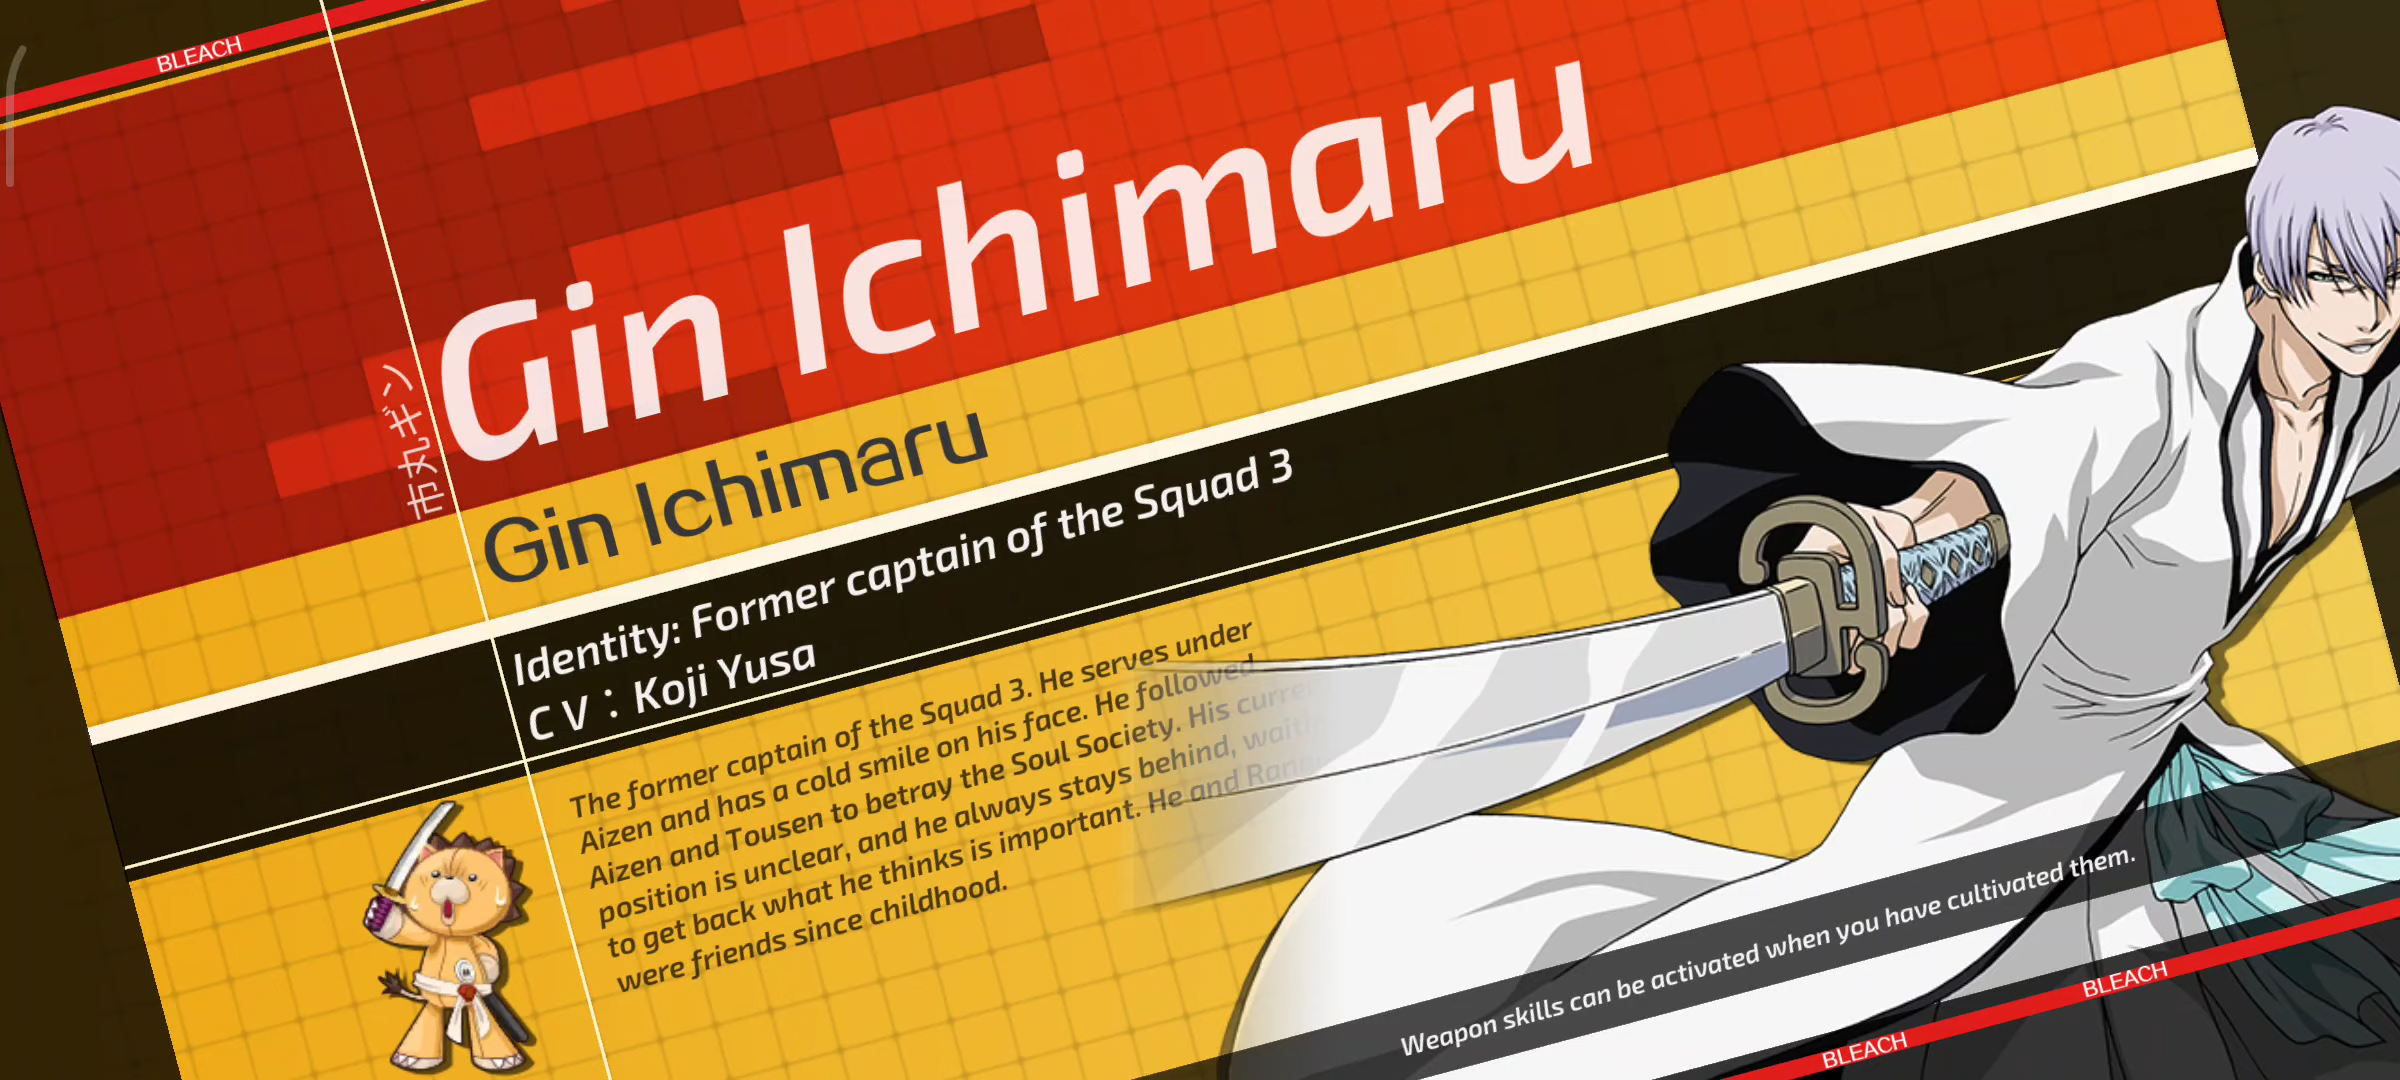 BLEACH
市丸ギン
Gin Ichimaru
Gin Ichimaru
Identity: Former captain of the Squad 3
CV：Koji Yusa
The former captain of the Squad 3. He serves under
Aizen and has a cold smile on his face. He followed
Aizen and Tousen to betray the Soul Society. His
position is unclear, and he always stays behind,
to get back what he thinks is important. He and
were friends since childhood.
Weapon skills can be activated when you have cultivated them.
BLEACH
BLEACH